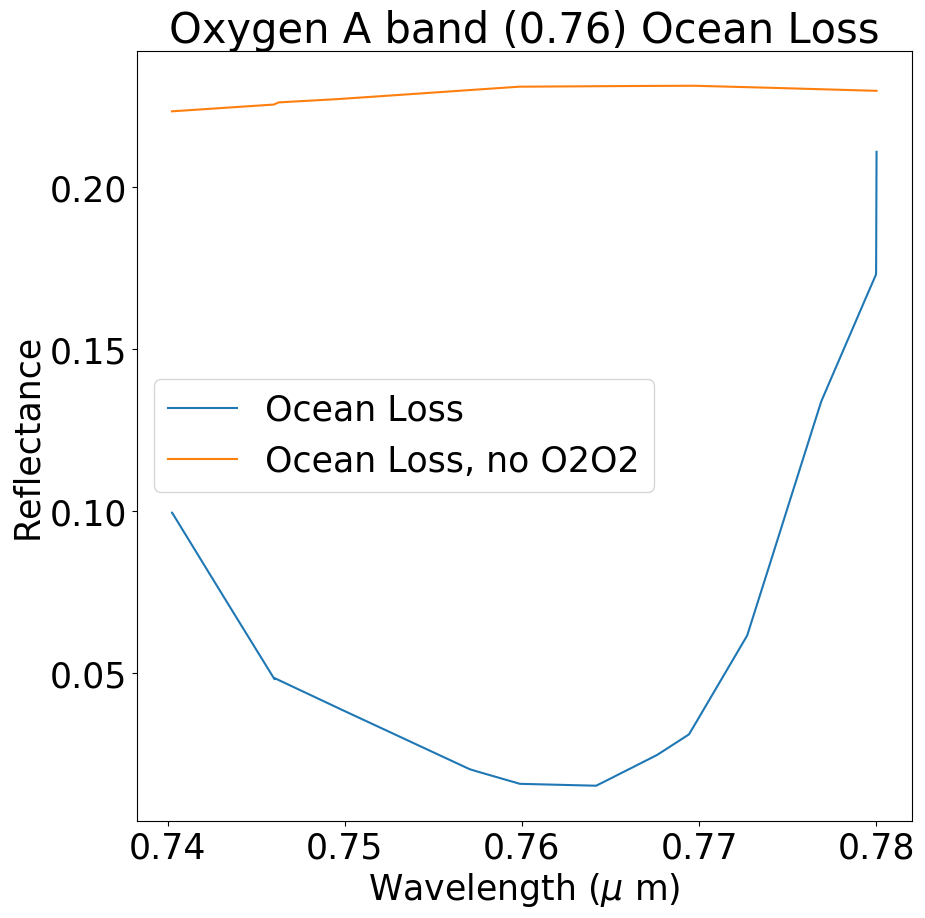 Oxygen A band (0.76) Ocean Loss
Reflectance
0.20
0.15
0.10
0.05
Ocean Loss
Ocean Loss, no O2O2
0.74 0.75 0.76 0.77 0.78
Wavelength (μ m)